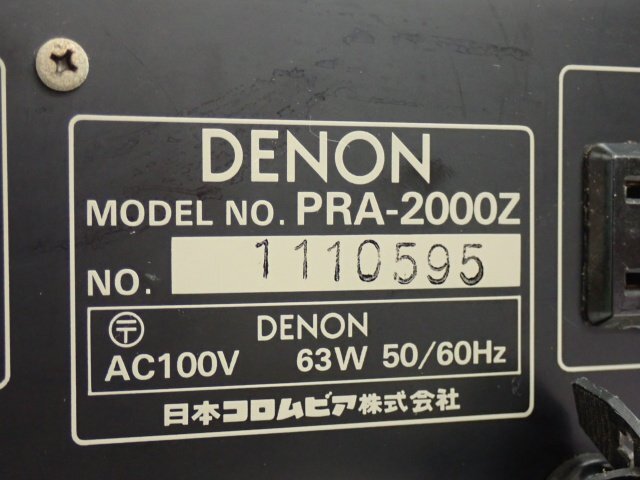 DENON
MODEL NO. PRA-2000Z
NO. 1110595
〒 DENON
AC100V 63W 50/60Hz
日本コロムビア株式会社